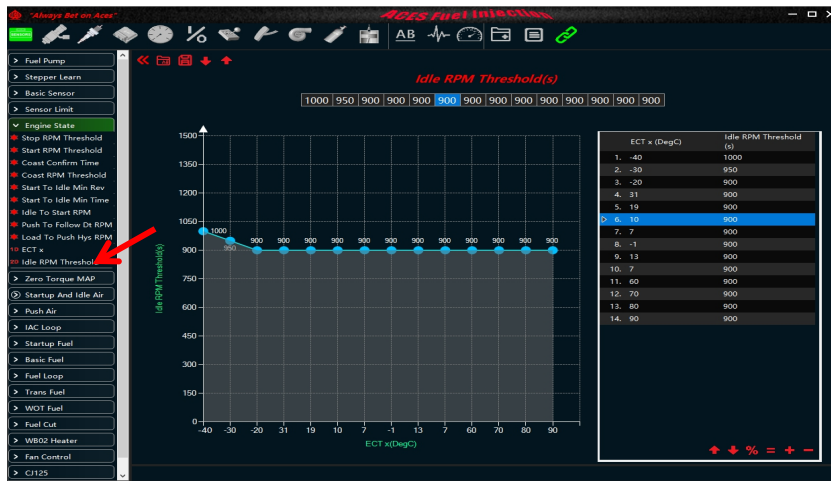 "Always Bet on Aces"
ACES Fuel Injection
AB
Idle RPM Threshold(s)
1000 950 900 900 900 900 900 900 900 900 900 900 900 900
> Fuel Pump
> Stepper Learn
> Basic Sensor
> Sensor Limit
Engine State
Stop RPM Threshold
Start RPM Threshold
Coast Confirm Time
Coast RPM Threshold
Start To Idle Min Rev
Start To Idle Min Time
Idle To Start RPM
Push To Follow Dt RPM
Load To Push Hys RPM
1D ECT x
2D Idle RPM Threshold
> Zero Torque MAP
> Startup And Idle Air
> Push Air
> IAC Loop
> Startup Fuel
> Basic Fuel
> Fuel Loop
> Trans Fuel
> WOT Fuel
> Fuel Cut
> WB02 Heater
> Fan Control
> CJ125
Idle RPM Threshold(s)
1500
1350
1200
1050
900
750
600
450
300
150
0
1000 950 900 900 900 900 900 900 900 900 900 900 900 900
-40 -30 -20 31 19 10 7 -1 13 7 60 70 80 90
ECT x(DegC)
ECT x (DegC) Idle RPM Threshold
(s)
1. -40 1000
2. -30 950
3. -20 900
4. 31 900
5. 19 900
6. 10 900
7. 7 900
8. -1 900
9. 13 900
10. 7 900
11. 60 900
12. 70 900
13. 80 900
14. 90 900
% = + −